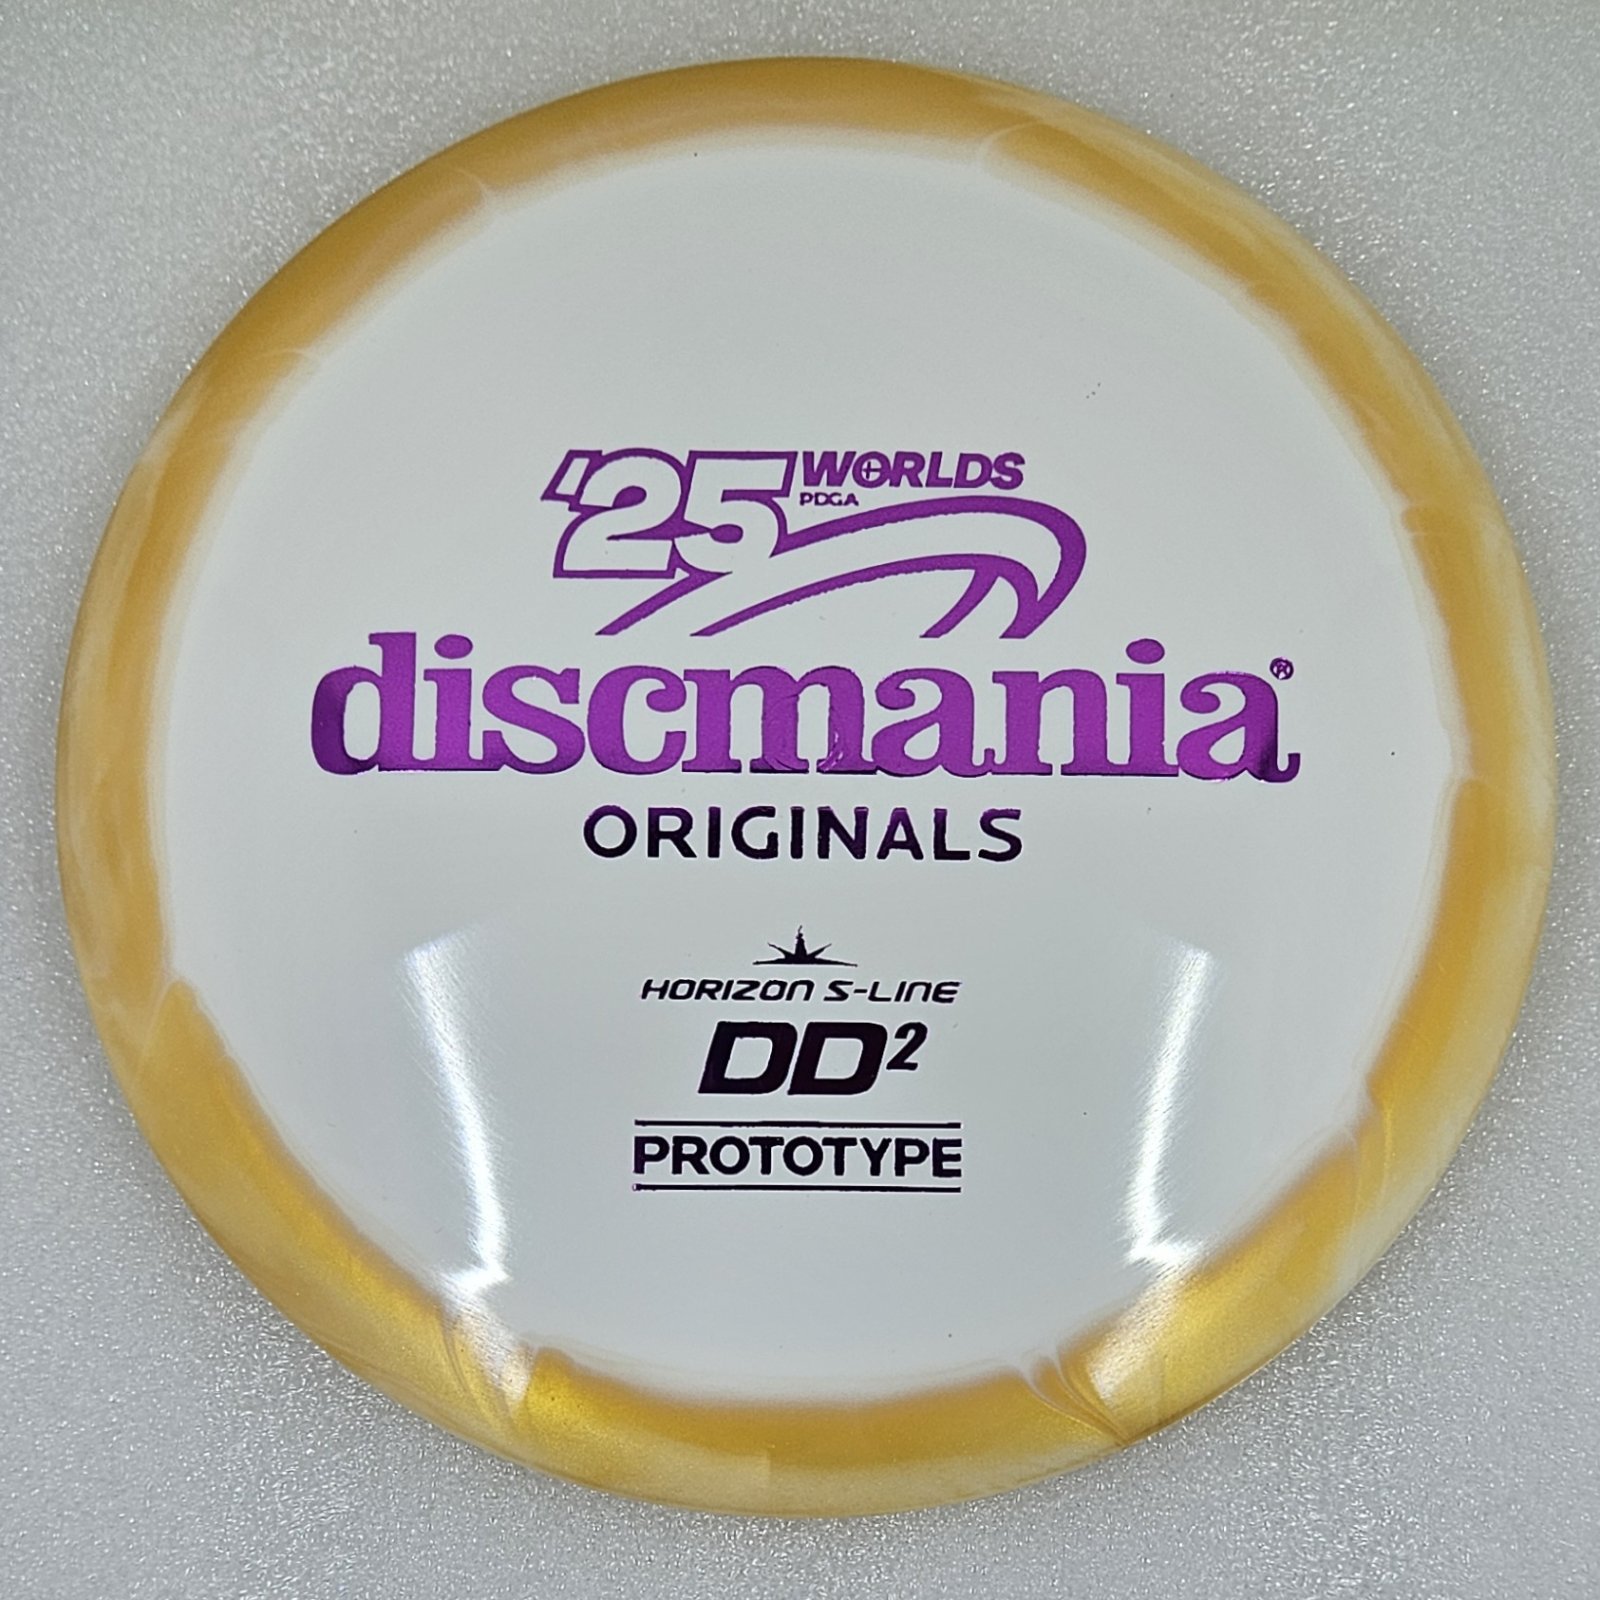 '25 WORLDS
PDGA
discmania®
ORIGINALS
HORIZON S-LINE
DD²
PROTOTYPE